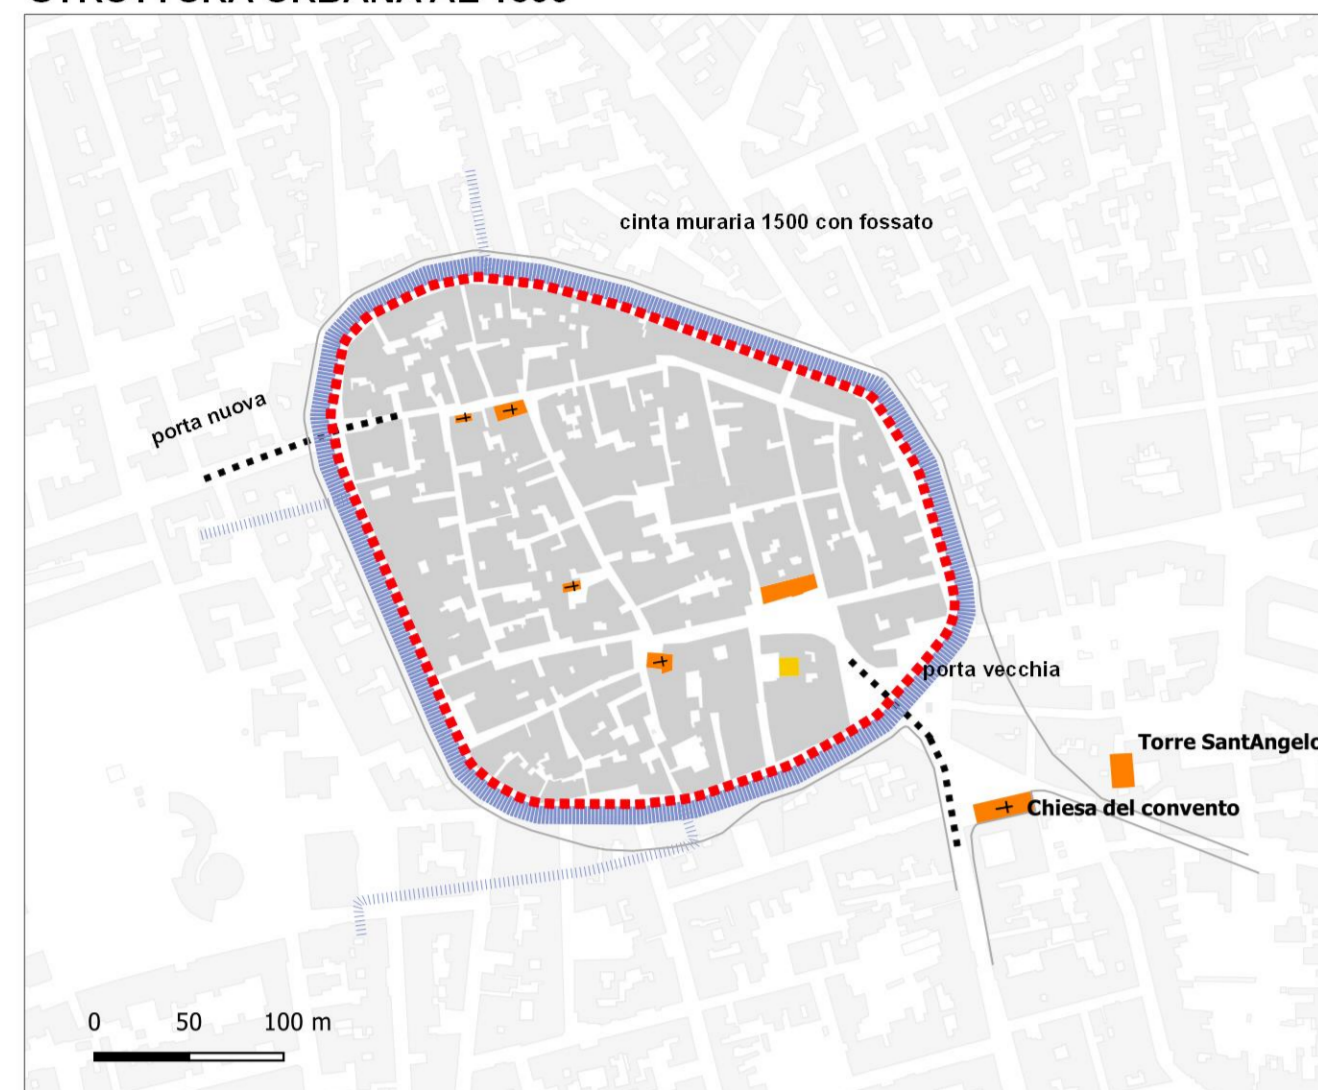 cinta muraria 1500 con fossato
porta nuova
porta vecchia
Torre SantAngelo
Chiesa del convento
0 50 100 m